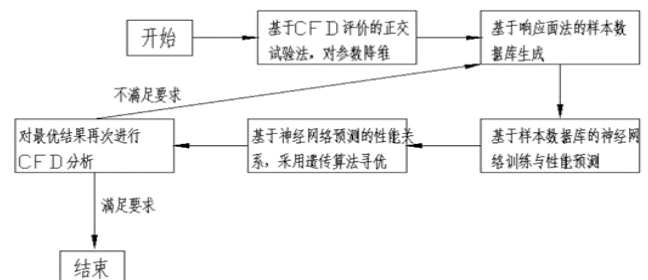 开始
基于CFD评价的正交
试验法，对参数降维
基于响应面法的样本数
据库生成
不满足要求
对最优结果再次进行
CFD分析
基于神经网络预测的性能关
系，采用遗传算法寻优
基于样本数据库的神经网
络训练与性能预测
满足要求
结束